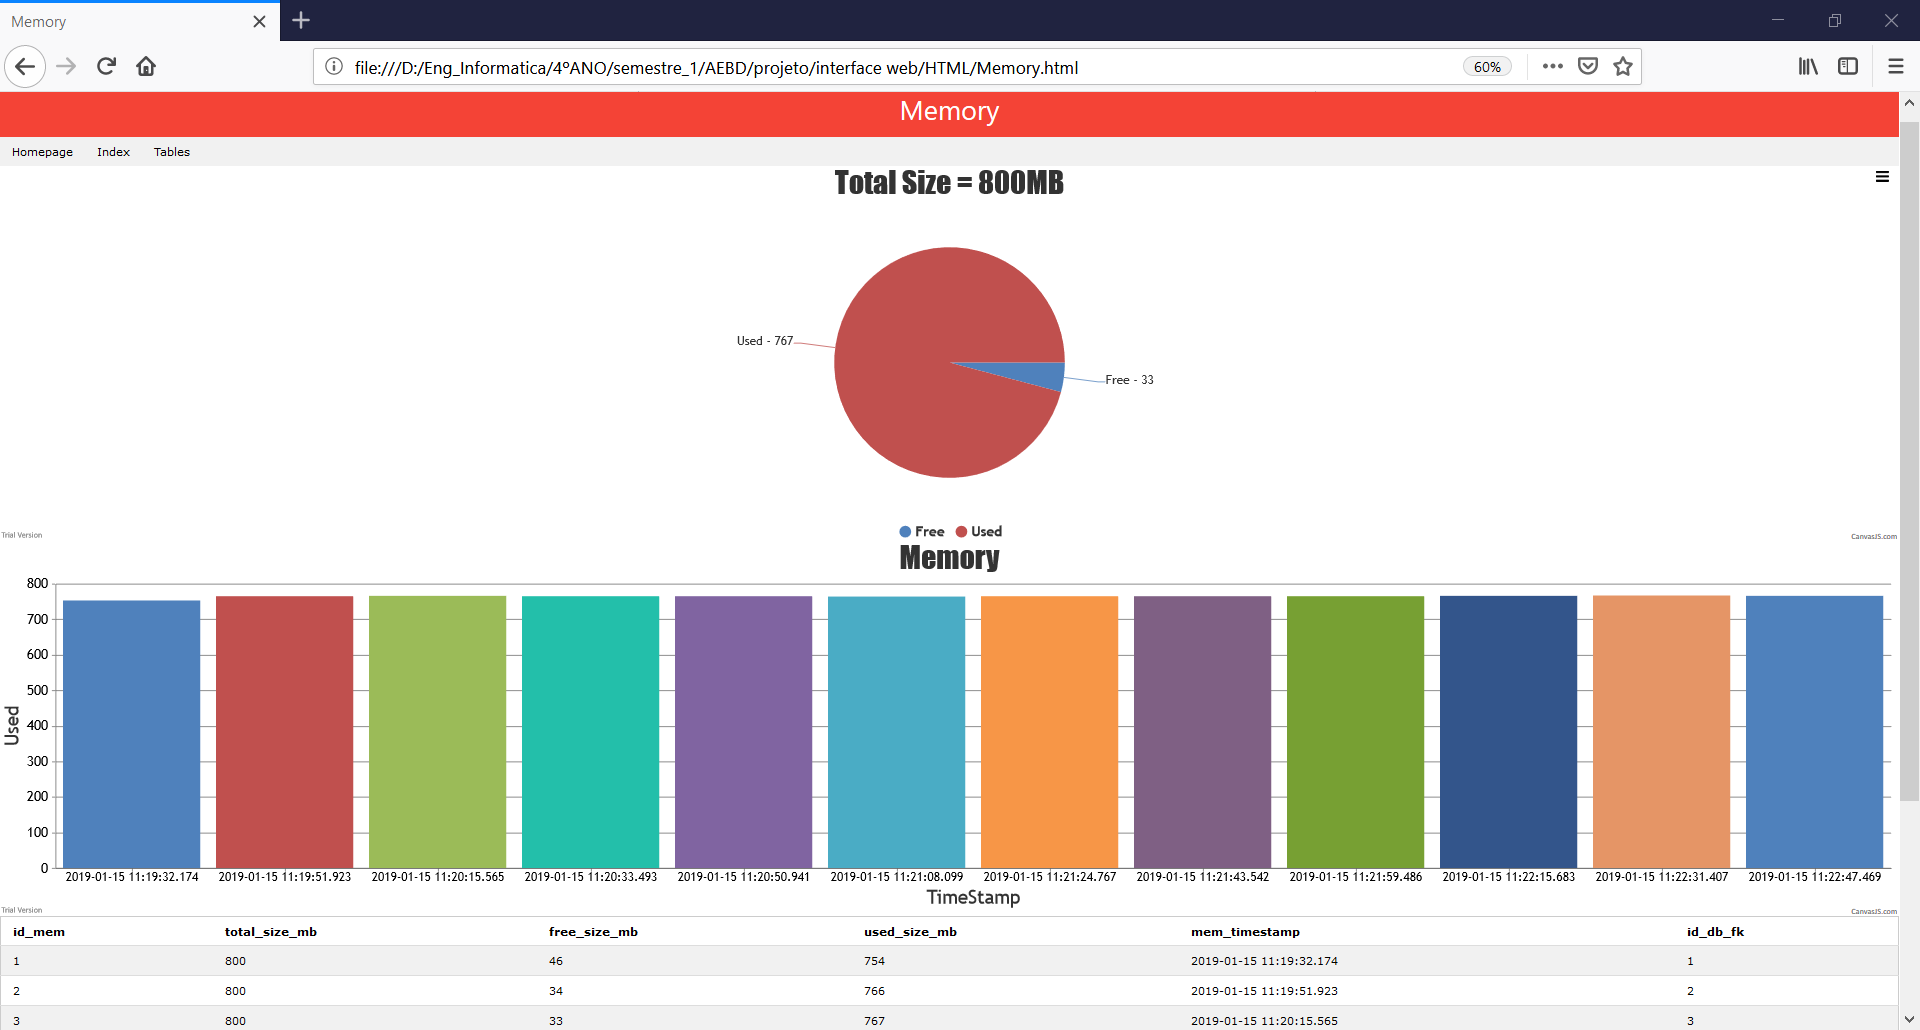 Memory
file:///D:/Eng_Informatica/4ºANO/semestre_1/AEBD/projeto/interface web/HTML/Memory.html
60%
Memory
Homepage Index Tables
Total Size = 800MB
Used - 767
Free - 33
Free Used
Trial Version
CanvasJS.com
Memory
800
700
600
500
400
300
200
100
0
Used
2019-01-15 11:19:32.174 2019-01-15 11:19:51.923 2019-01-15 11:20:15.565 2019-01-15 11:20:33.493 2019-01-15 11:20:50.941 2019-01-15 11:21:08.099 2019-01-15 11:21:24.767 2019-01-15 11:21:43.542 2019-01-15 11:21:59.486 2019-01-15 11:22:15.683 2019-01-15 11:22:31.407 2019-01-15 11:22:47.469
TimeStamp
Trial Version
CanvasJS.com
id_mem total_size_mb free_size_mb used_size_mb mem_timestamp id_db_fk
1 800 46 754 2019-01-15 11:19:32.174 1
2 800 34 766 2019-01-15 11:19:51.923 2
3 800 33 767 2019-01-15 11:20:15.565 3